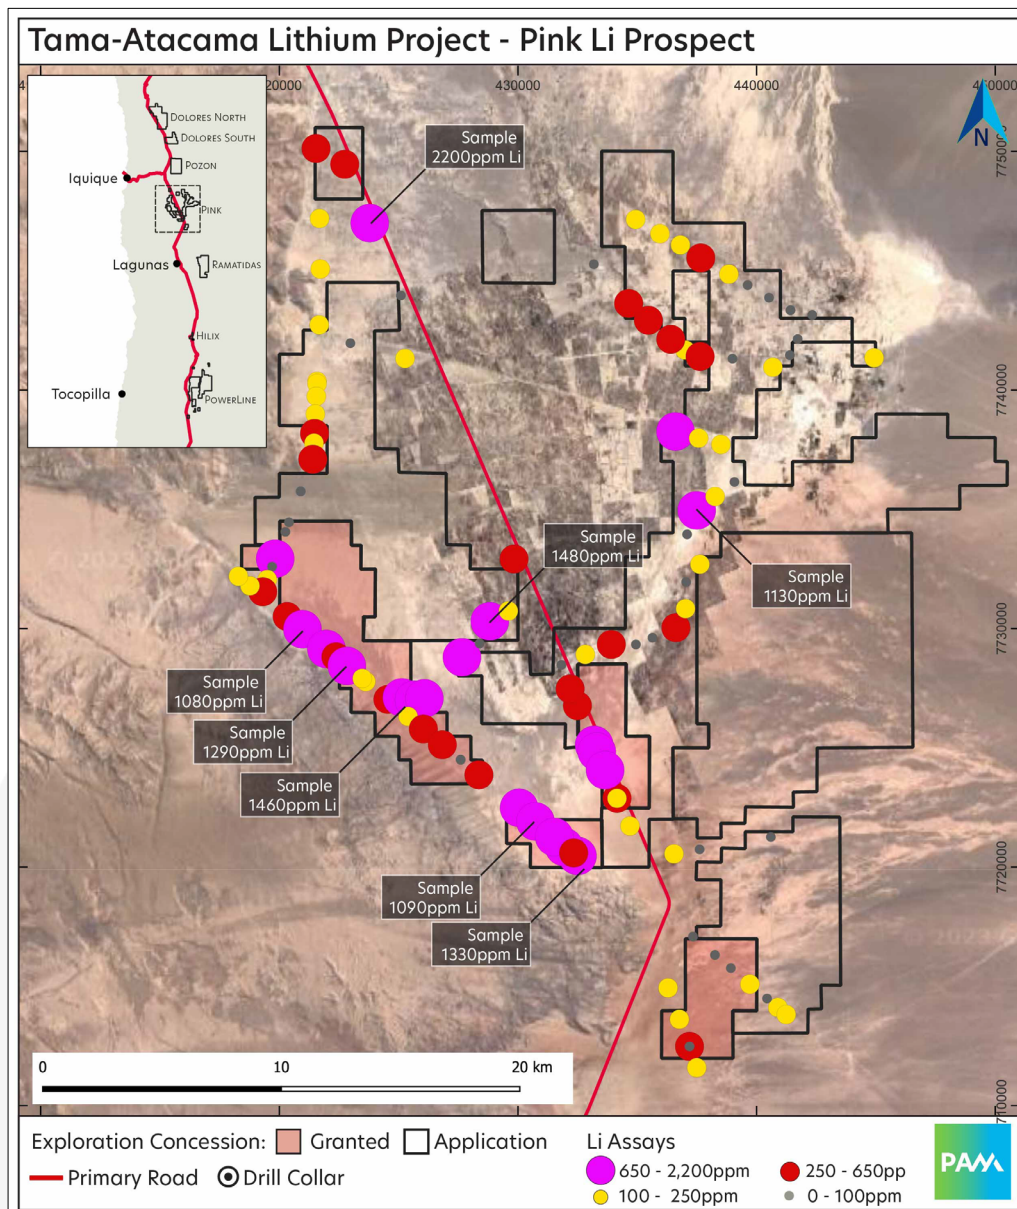 Tama-Atacama Lithium Project - Pink Li Prospect
4
20000
430000
440000
DOLORES NORTH
DOLORES SOUTH
POZON
Iquique
PINK
Lagunas
RAMATIDAS
HILIX
Tocopilla
POWERLINE
N
7750000
7740000
7730000
7720000
Sample
2200ppm Li
Sample
1480ppm Li
Sample
1130ppm Li
Sample
1080ppm Li
Sample
1290ppm Li
Sample
1460ppm Li
Sample
1090ppm Li
Sample
1330ppm Li
0 10 20 km
Exploration Concession: Granted Application
Primary Road Drill Collar
Li Assays
650 - 2,200ppm 250 - 650pp
100 - 250ppm 0 - 100ppm
PAM